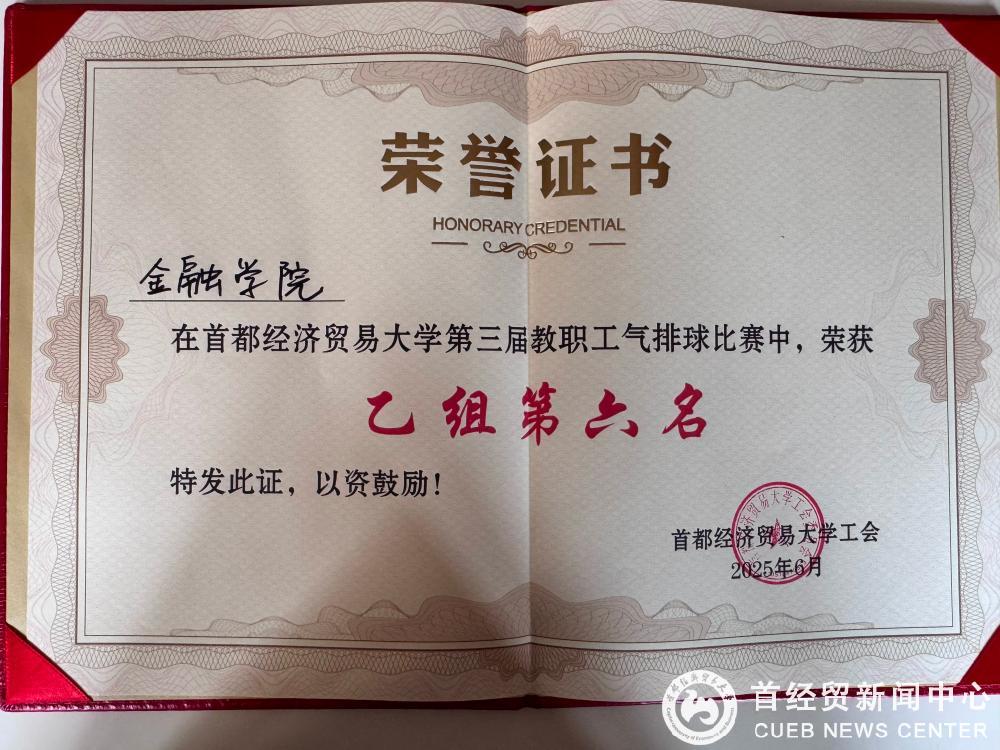 荣誉证书
HONORARY CREDENTIAL
金融学院
在首都经济贸易大学第三届教职工气排球比赛中，荣获
乙组第六名
特发此证，以资鼓励！
首都经济贸易大学工会
2025年6月
首经贸新闻中心
CUEB NEWS CENTER